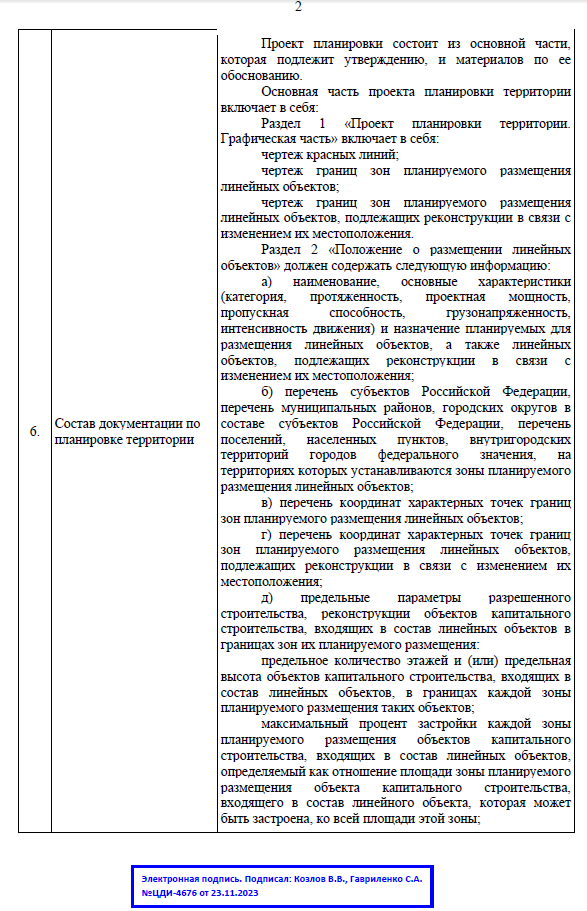 2
6.
Состав документации по
планировке территории
Проект планировки состоит из основной части,
которая подлежит утверждению, и материалов по ее
обоснованию.
Основная часть проекта планировки территории
включает в себя:
Раздел 1 «Проект планировки территории.
Графическая часть» включает в себя:
чертеж красных линий;
чертеж границ зон планируемого размещения
линейных объектов;
чертеж границ зон планируемого размещения
линейных объектов, подлежащих реконструкции в связи с
изменением их местоположения.
Раздел 2 «Положение о размещении линейных
объектов» должен содержать следующую информацию:
а) наименование, основные характеристики
(категория, протяженность, проектная мощность,
пропускная способность, грузонапряженность,
интенсивность движения) и назначение планируемых для
размещения линейных объектов, а также линейных
объектов, подлежащих реконструкции в связи с
изменением их местоположения;
б) перечень субъектов Российской Федерации,
перечень муниципальных районов, городских округов в
составе субъектов Российской Федерации, перечень
поселений, населенных пунктов, внутригородских
территорий городов федерального значения, на
территориях которых устанавливаются зоны планируемого
размещения линейных объектов;
в) перечень координат характерных точек границ
зон планируемого размещения линейных объектов;
г) перечень координат характерных точек границ
зон планируемого размещения линейных объектов,
подлежащих реконструкции в связи с изменением их
местоположения;
д) предельные параметры разрешенного
строительства, реконструкции объектов капитального
строительства, входящих в состав линейных объектов в
границах зон их планируемого размещения:
предельное количество этажей и (или) предельная
высота объектов капитального строительства, входящих в
состав линейных объектов, в границах каждой зоны
планируемого размещения таких объектов;
максимальный процент застройки каждой зоны
планируемого размещения объектов капитального
строительства, входящих в состав линейных объектов,
определяемый как отношение площади зоны планируемого
размещения объекта капитального строительства,
входящего в состав линейного объекта, которая может
быть застроена, ко всей площади этой зоны;
Электронная подпись. Подписал: Козлов В.В., Гавриленко С.А.
№ЦДИ-4676 от 23.11.2023